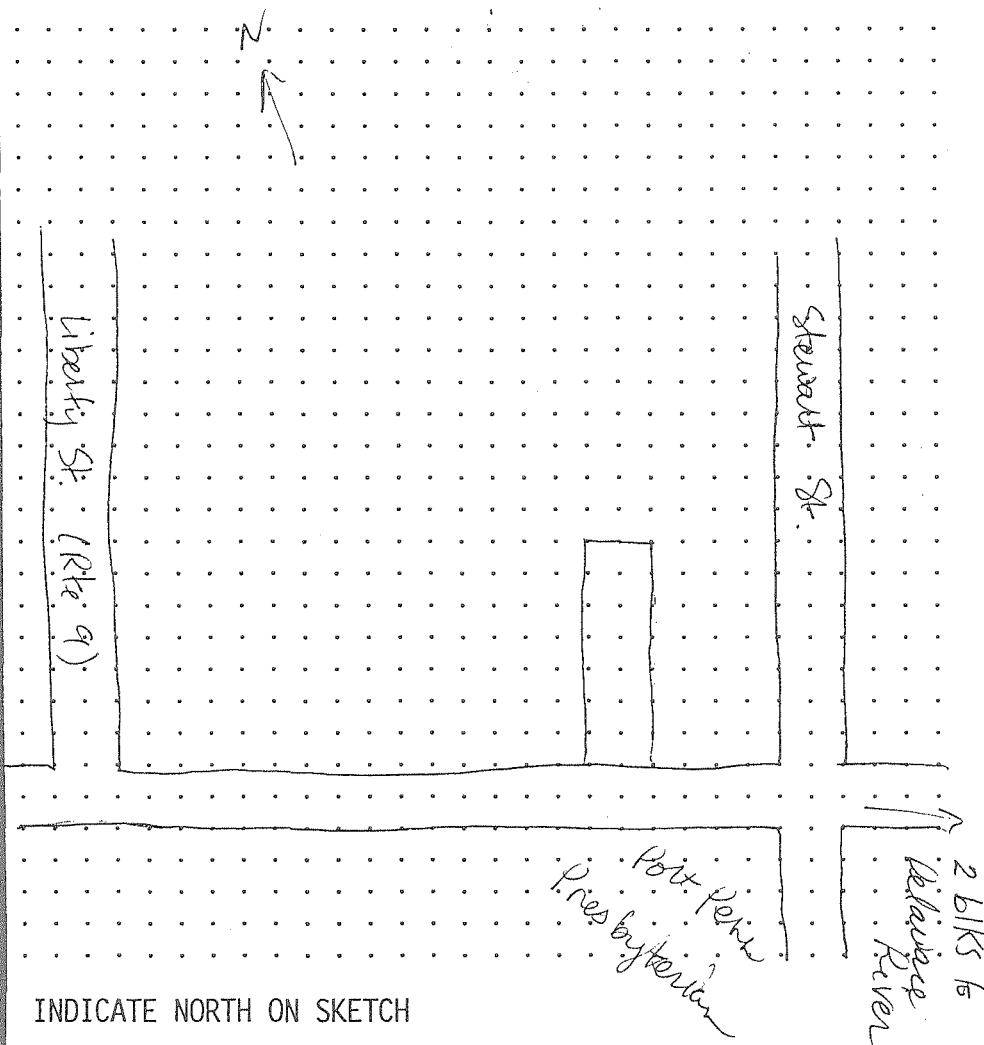 N
Liberty St. (Rte 9)
Stewart St.
Port Penn
Presbyterian
2 blks to
Delaware
River
INDICATE NORTH ON SKETCH